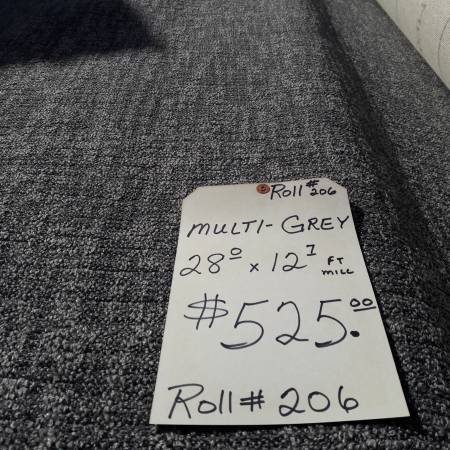 Roll # 206
MULTI-GREY
28⁰ x 12⁷ FT MILL
$525.⁰⁰
Roll # 206